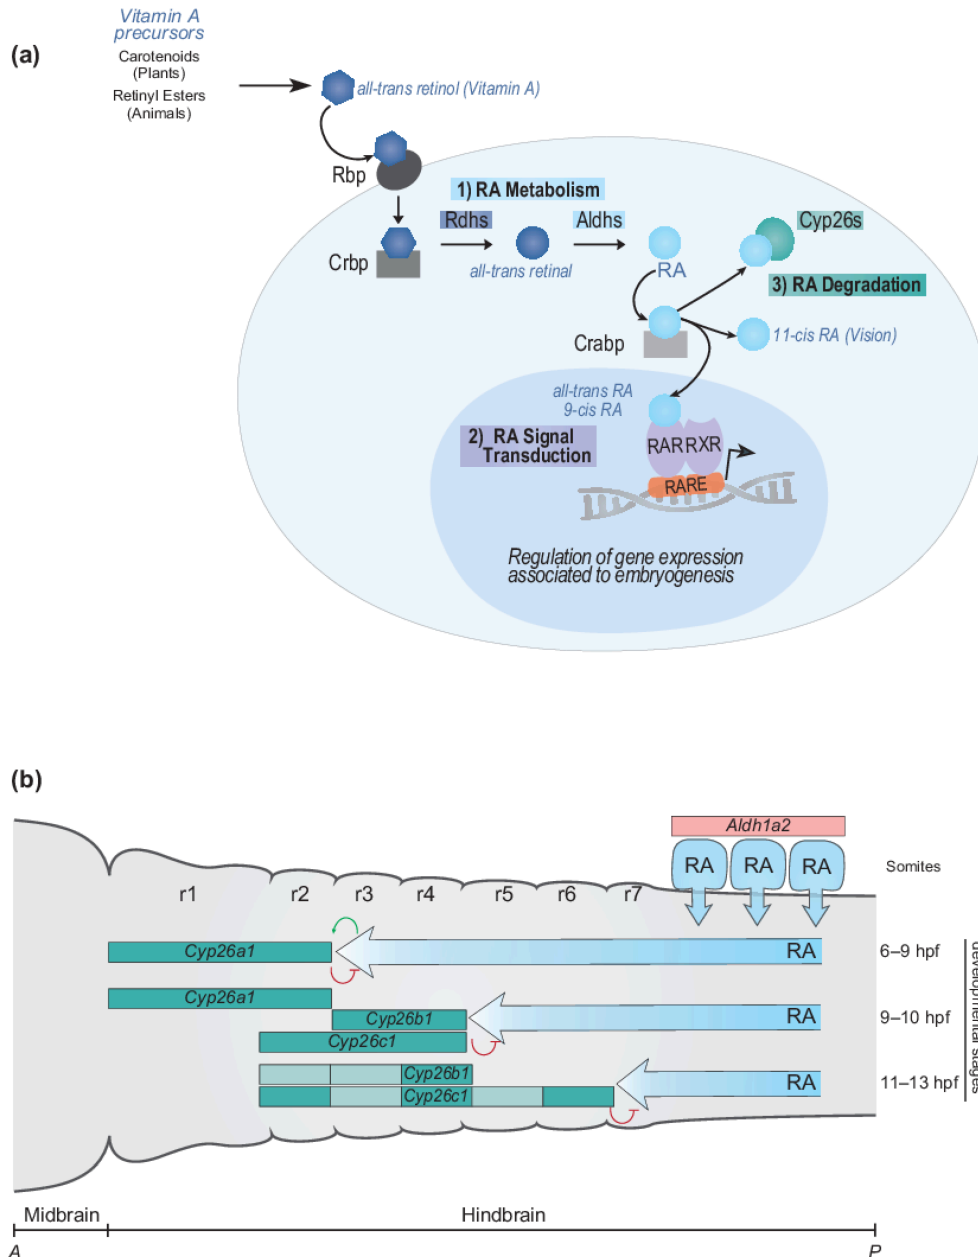 (a)
Vitamin A
precursors
Carotenoids
(Plants)
Retinyl Esters
(Animals)
all-trans retinol (Vitamin A)
Rbp
1) RA Metabolism
Rdhs
Aldhs
Cyp26s
Crbp
all-trans retinal
RA
3) RA Degradation
Crabp
11-cis RA (Vision)
all-trans RA
9-cis RA
2) RA Signal
Transduction
RAR RXR
RARE
Regulation of gene expression
associated to embryogenesis
(b)
Aldh1a2
RA RA RA
Somites
r1 r2 r3 r4 r5 r6 r7
Cyp26a1
RA
6–9 hpf
Cyp26a1
Cyp26b1
Cyp26c1
RA
9–10 hpf
Cyp26b1
Cyp26c1
RA
11–13 hpf
developmental stages
Midbrain
Hindbrain
A
P